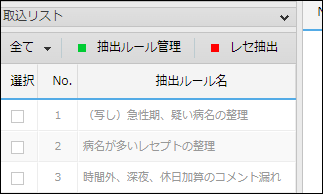 取込リスト
全て 抽出ルール管理 レセ抽出
選択 No. 抽出ルール名
1 （写し）急性期、疑い病名の整理
2 病名が多いレセプトの整理
3 時間外、深夜、休日加算のコメント漏れ